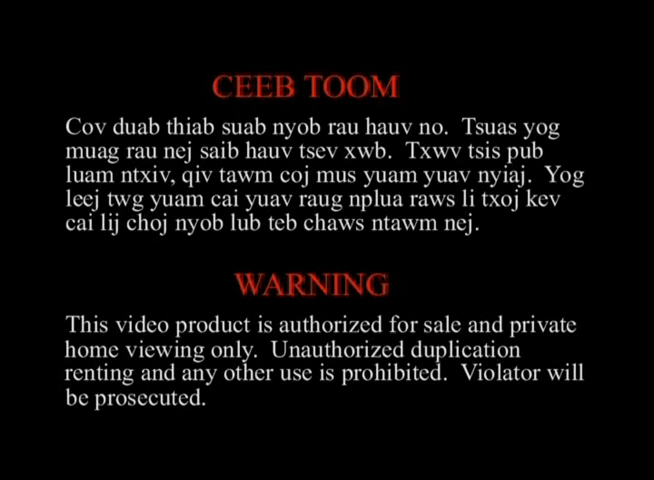 CEEB TOOM
Cov duab thiab suab nyob rau hauv no.  Tsuas yog
muag rau nej saib hauv tsev xwb.  Txwv tsis pub
luam ntxiv, qiv tawm coj mus yuam yuav nyiaj.  Yog
leej twg yuam cai yuav raug nplua raws li txoj kev
cai lij choj nyob lub teb chaws ntawm nej.
WARNING
This video product is authorized for sale and private
home viewing only.  Unauthorized duplication
renting and any other use is prohibited.  Violator will
be prosecuted.